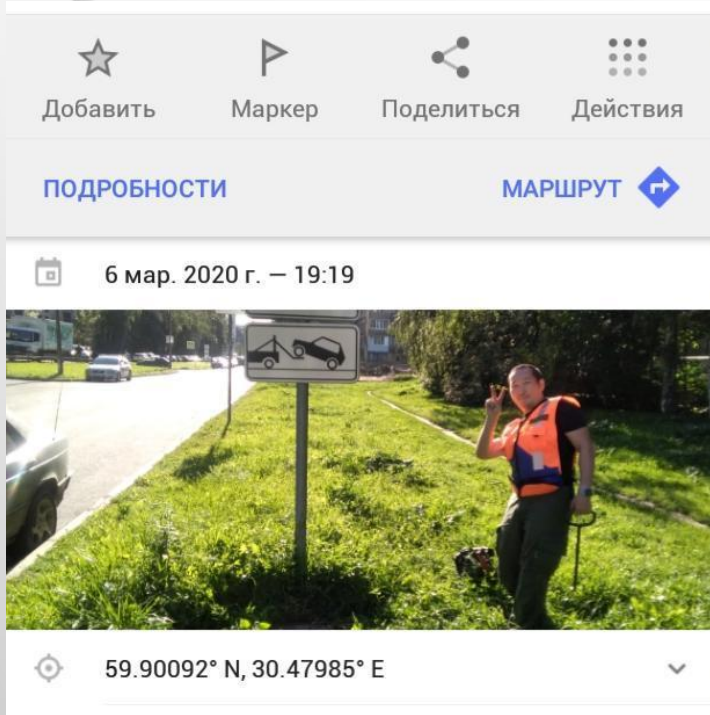 Добавить Маркер Поделиться Действия
ПОДРОБНОСТИ МАРШРУТ
6 мар. 2020 г. — 19:19
59.90092° N, 30.47985° E